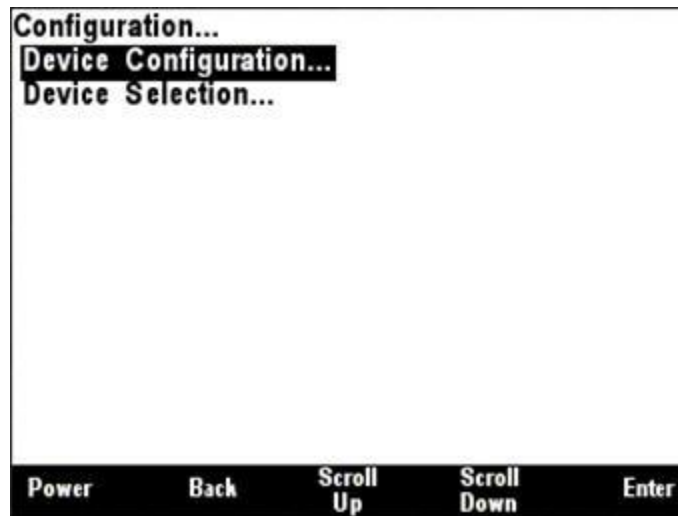 Configuration...
Device Configuration...
Device Selection...
Power Back Scroll Up Scroll Down Enter